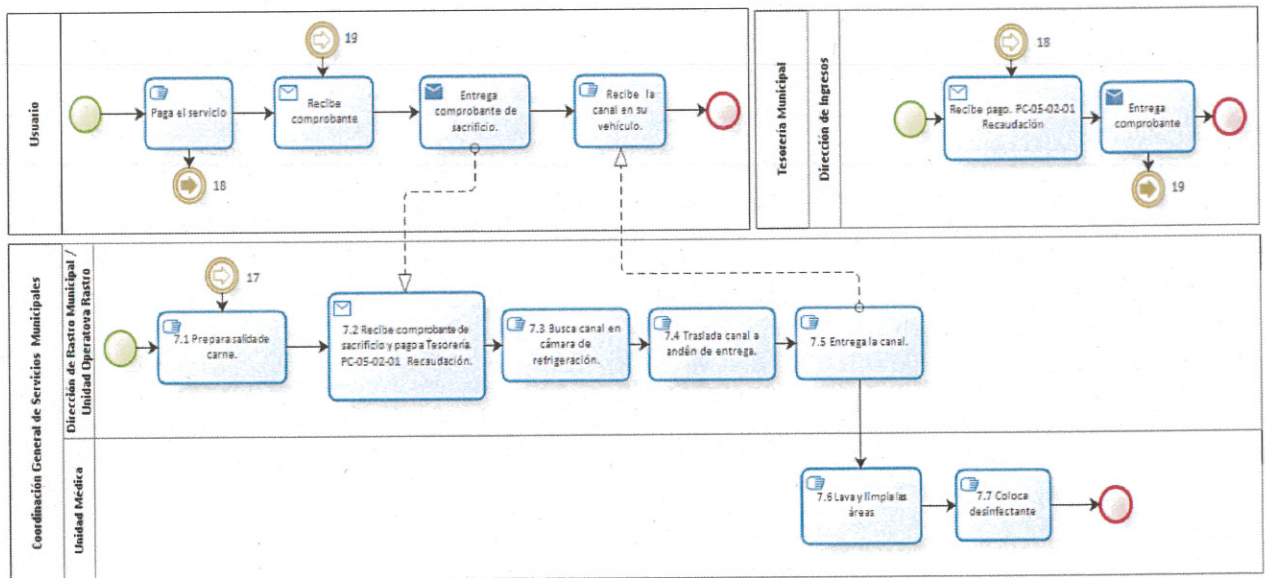 Usuario
Paga el servicio
18
19
Recibe
comprobante
Entrega
comprobante de
sacrificio.
Recibe la
canal en su
vehículo.
Tesorería Municipal
Dirección de Ingresos
18
Recibe pago. PC-05-02-01
Recaudación
Entrega
comprobante
19
Coordinación General de Servicios Municipales
Dirección de Rastro Municipal /
Unidad Operatova Rastro
17
7.1 Prepara salida de
carne.
7.2 Recibe comprobante de
sacrificio y pago a Tesorería.
PC-05-02-01 Recaudación.
7.3 Busca canal en
cámara de
refrigeración.
7.4 Traslada canal a
andén de entrega.
7.5 Entrega la canal.
Unidad Médica
7.6 Lava y limpia las
áreas
7.7 Coloca
desinfectante